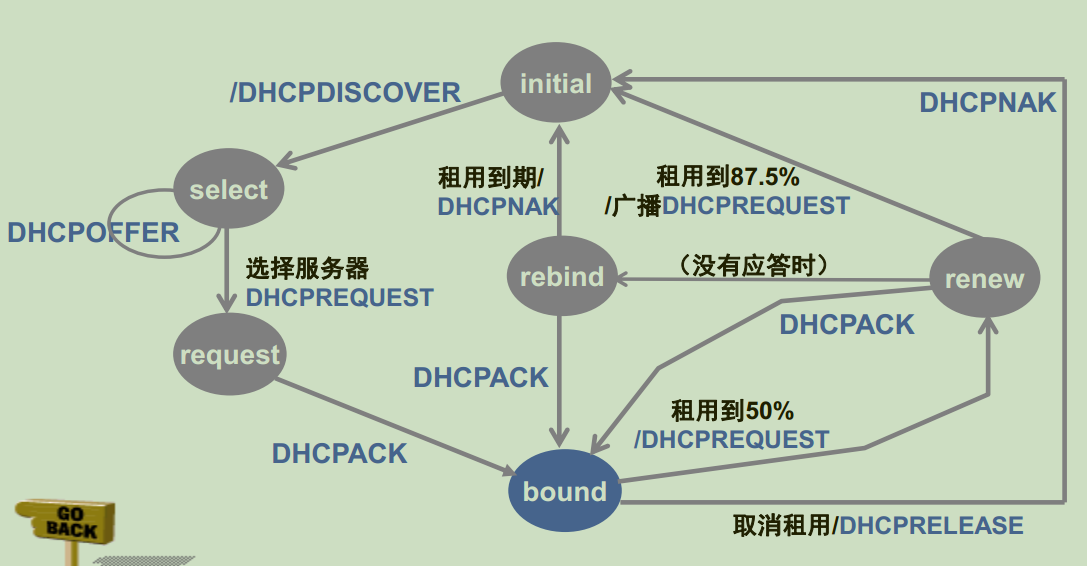 initial
/DHCPDISCOVER
DHCPNAK
select
租用到期/
DHCPNAK
租用到87.5%
/广播DHCPREQUEST
DHCPOFFER
选择服务器
DHCPREQUEST
rebind
（没有应答时）
renew
request
DHCPACK
DHCPACK
租用到50%
/DHCPREQUEST
DHCPACK
bound
取消租用/DHCPRELEASE
GO
BACK